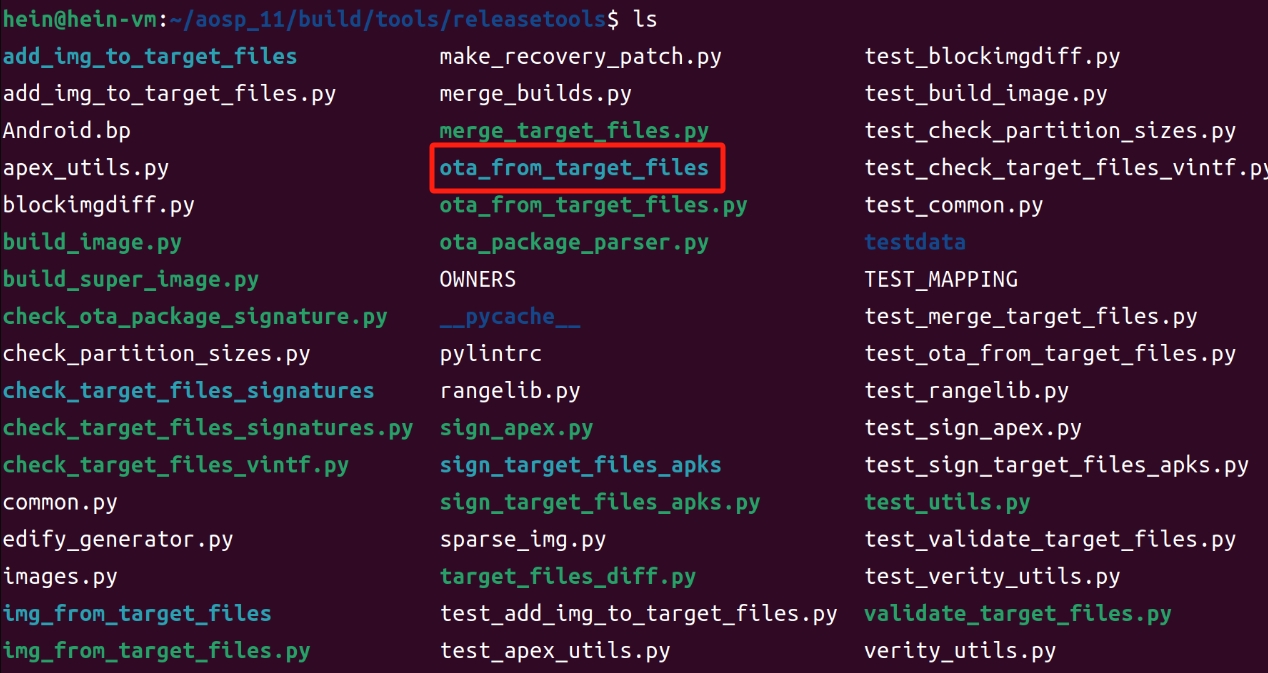 hein@hein-vm:~/aosp_11/build/tools/releasetools$ ls
add_img_to_target_files make_recovery_patch.py test_blockimgdiff.py
add_img_to_target_files.py merge_builds.py test_build_image.py
Android.bp merge_target_files.py test_check_partition_sizes.py
apex_utils.py ota_from_target_files test_check_target_files_vintf.py
blockimgdiff.py ota_from_target_files.py test_common.py
build_image.py ota_package_parser.py testdata
build_super_image.py OWNERS TEST_MAPPING
check_ota_package_signature.py __pycache__ test_merge_target_files.py
check_partition_sizes.py pylintrc test_ota_from_target_files.py
check_target_files_signatures rangelib.py test_rangelib.py
check_target_files_signatures.py sign_apex.py test_sign_apex.py
check_target_files_vintf.py sign_target_files_apks test_sign_target_files_apks.py
common.py sign_target_files_apks.py test_utils.py
edify_generator.py sparse_img.py test_validate_target_files.py
images.py target_files_diff.py test_verity_utils.py
img_from_target_files test_add_img_to_target_files.py validate_target_files.py
img_from_target_files.py test_apex_utils.py verity_utils.py